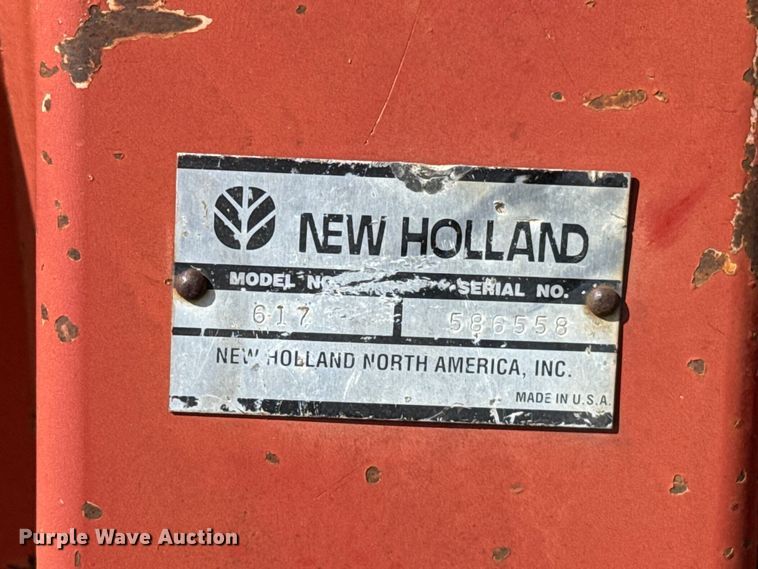 NEW HOLLAND
MODEL NO. SERIAL NO.
617 586558
NEW HOLLAND NORTH AMERICA, INC.
MADE IN U.S.A.
Purple Wave Auction